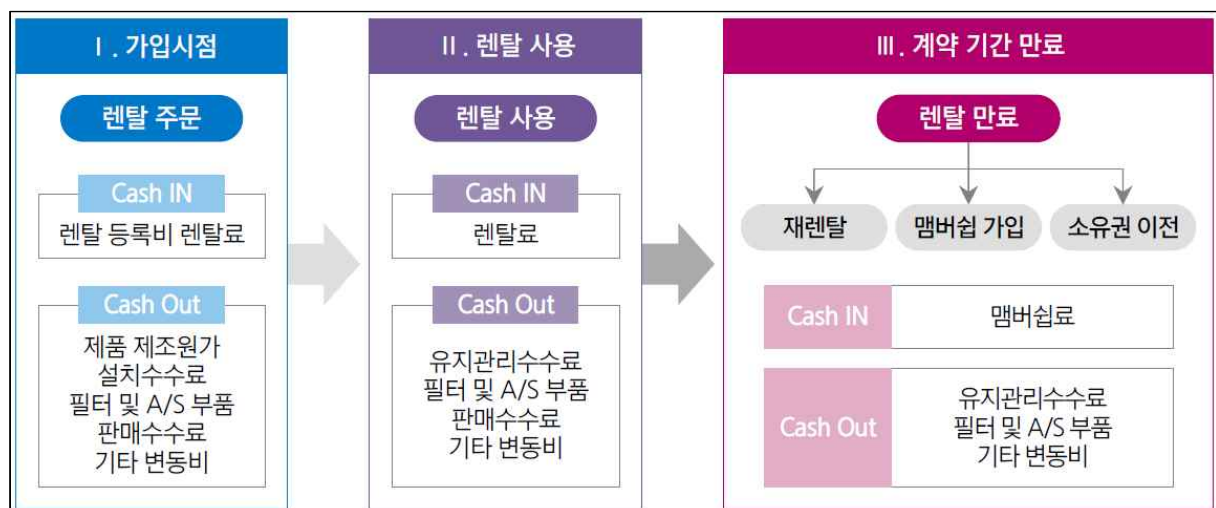 Ⅰ. 가입시점
렌탈 주문
Cash IN
렌탈 등록비 렌탈료
Cash Out
제품 제조원가
설치수수료
필터 및 A/S 부품
판매수수료
기타 변동비
Ⅱ. 렌탈 사용
렌탈 사용
Cash IN
렌탈료
Cash Out
유지관리수수료
필터 및 A/S 부품
판매수수료
기타 변동비
Ⅲ. 계약 기간 만료
렌탈 만료
재렌탈
맴버쉽 가입
소유권 이전
Cash IN
맴버쉽료
Cash Out
유지관리수수료
필터 및 A/S 부품
기타 변동비